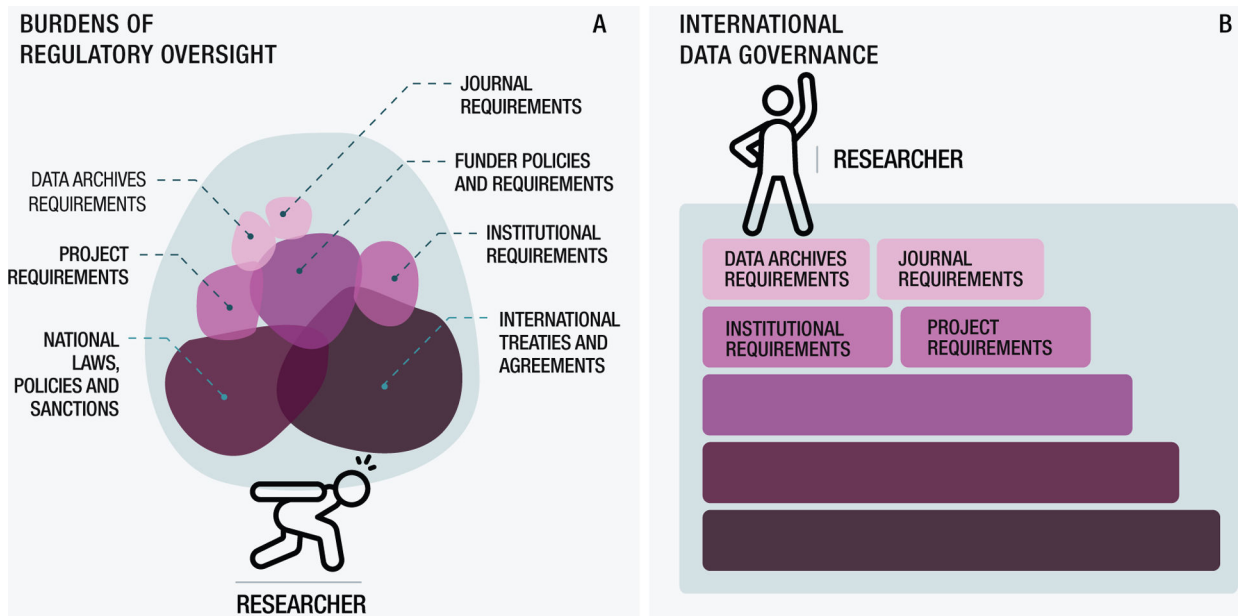 BURDENS OF
REGULATORY OVERSIGHT
A
JOURNAL
REQUIREMENTS
FUNDER POLICIES
AND REQUIREMENTS
DATA ARCHIVES
REQUIREMENTS
INSTITUTIONAL
REQUIREMENTS
PROJECT
REQUIREMENTS
INTERNATIONAL
TREATIES AND
AGREEMENTS
NATIONAL
LAWS,
POLICIES AND
SANCTIONS
RESEARCHER
INTERNATIONAL
DATA GOVERNANCE
B
RESEARCHER
DATA ARCHIVES
REQUIREMENTS
JOURNAL
REQUIREMENTS
INSTITUTIONAL
REQUIREMENTS
PROJECT
REQUIREMENTS